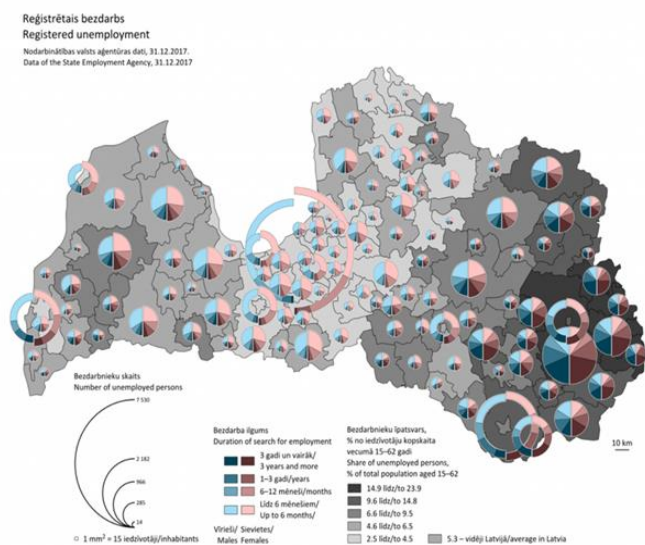 Reģistrētais bezdarbs
Registered unemployment
Nodarbinātības valsts aģentūras dati, 31.12.2017.
Data of the State Employment Agency, 31.12.2017
Bezdarbnieku skaits
Number of unemployed persons
7 530
2 182
966
285
14
1 mm² = 15 iedzīvotāji/inhabitants
Bezdarba ilgums
Duration of search for employment
3 gadi un vairāk/
3 years and more
1–3 gadi/years
6–12 mēneši/months
Līdz 6 mēnešiem/
Up to 6 months/
Vīrieši/ Sievietes/
Males Females
Bezdarbnieku īpatsvars,
% no iedzīvotāju kopskaita
vecumā 15–62 gadi
Share of unemployed persons,
% of total population aged 15–62
14.9 līdz/to 23.9
9.6 līdz/to 14.8
6.6 līdz/to 9.5
4.6 līdz/to 6.5
2.5 līdz/to 4.5
5.3 – vidēji Latvijā/average in Latvia
10 km